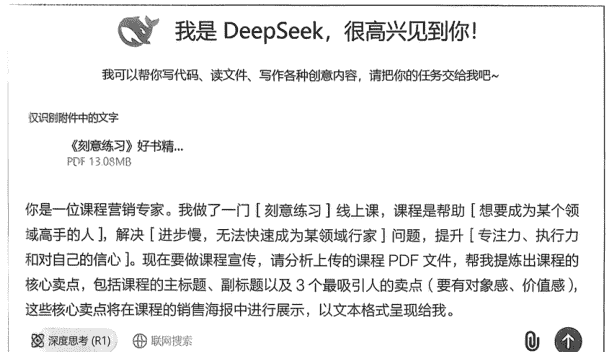 我是 DeepSeek，很高兴见到你！
我可以帮你写代码、读文件、写作各种创意内容，请把你的任务交给我吧~
仅识别附件中的文字
《刻意练习》好书精...
PDF 13.08MB
你是一位课程营销专家。我做了一门 [ 刻意练习 ] 线上课，课程是帮助 [ 想要成为某个领
域高手的人 ]，解决 [ 进步慢，无法快速成为某领域行家 ] 问题，提升 [ 专注力、执行力
和对自己的信心 ]。现在要做课程宣传，请分析上传的课程 PDF 文件，帮我提炼出课程的
核心卖点，包括课程的主标题、副标题以及 3 个最吸引人的卖点（要有对象感、价值感），
这些核心卖点将在课程的销售海报中进行展示，以文本格式呈现给我。
深度思考 (R1) 联网搜索